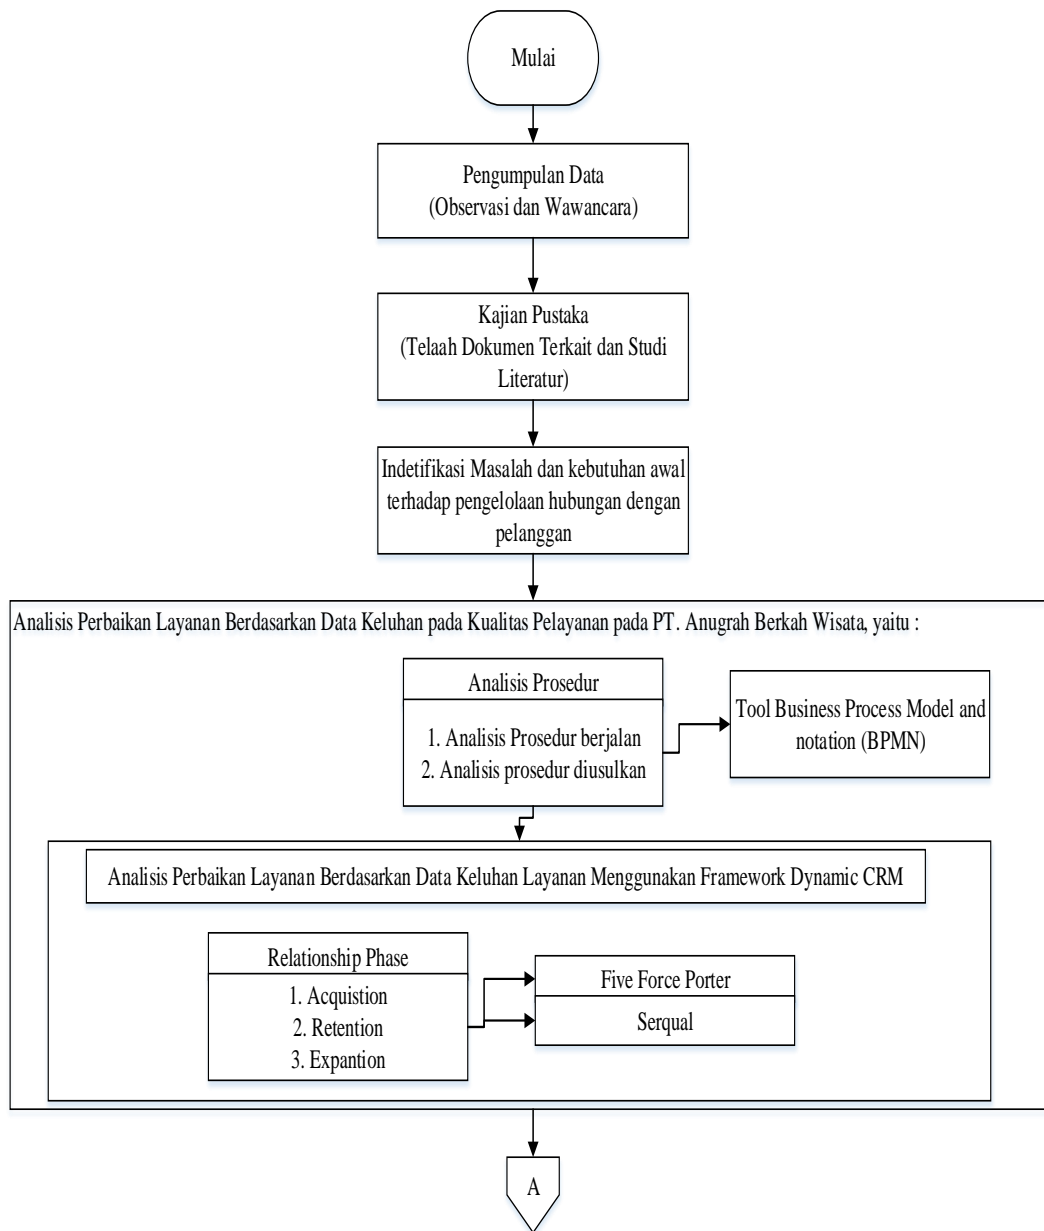 Mulai
Pengumpulan Data
(Observasi dan Wawancara)
Kajian Pustaka
(Telaah Dokumen Terkait dan Studi
Literatur)
Indetifikasi Masalah dan kebutuhan awal
terhadap pengelolaan hubungan dengan
pelanggan
Analisis Perbaikan Layanan Berdasarkan Data Keluhan pada Kualitas Pelayanan pada PT. Anugrah Berkah Wisata, yaitu :
Analisis Prosedur
1. Analisis Prosedur berjalan
2. Analisis prosedur diusulkan
Tool Business Process Model and
notation (BPMN)
Analisis Perbaikan Layanan Berdasarkan Data Keluhan Layanan Menggunakan Framework Dynamic CRM
Relationship Phase
1. Acquistion
2. Retention
3. Expantion
Five Force Porter
Serqual
A